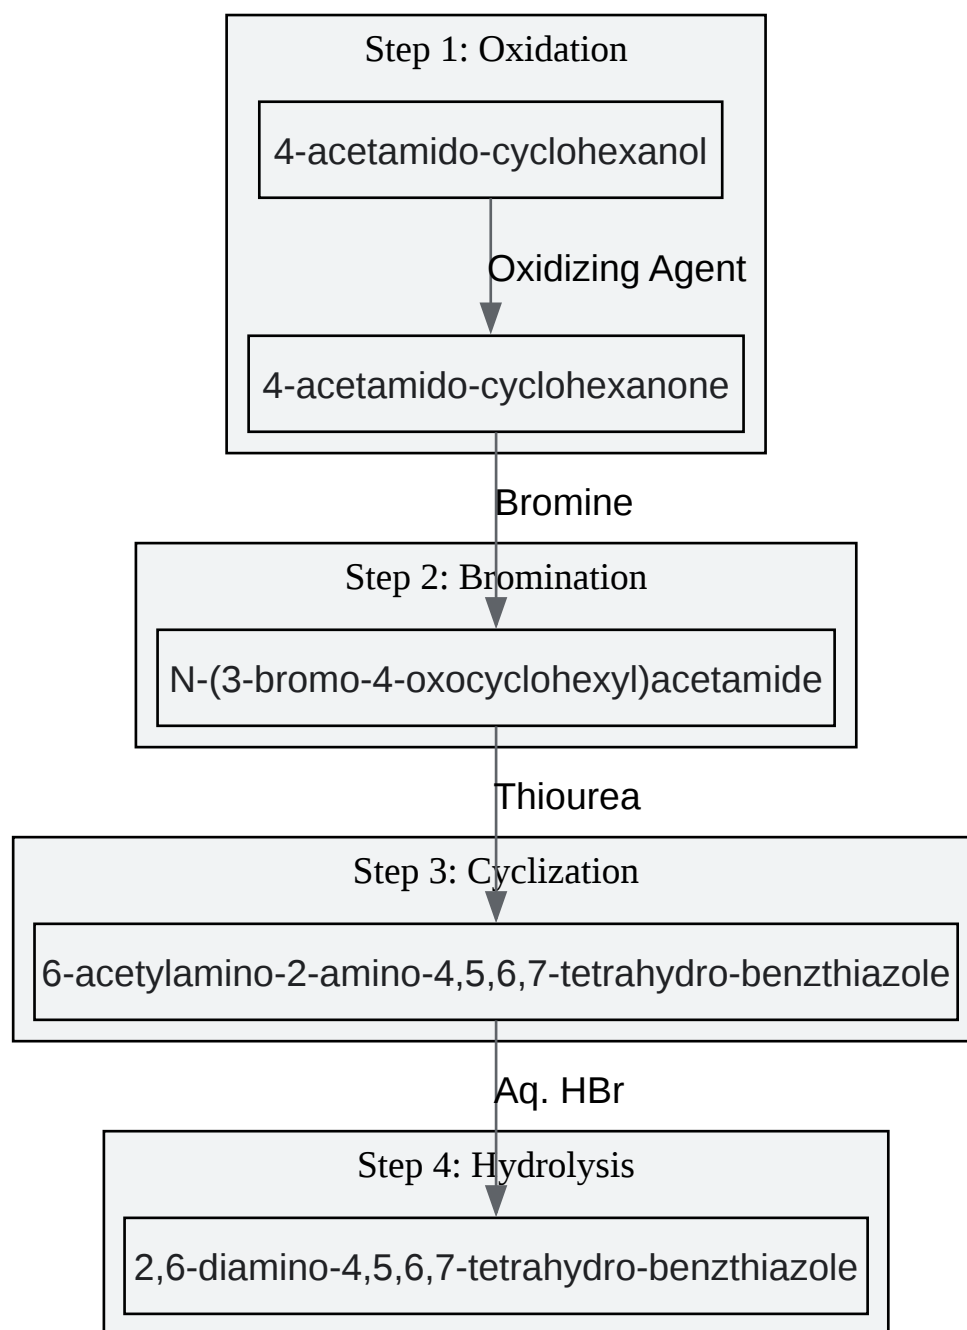 Step 1: Oxidation
4-acetamido-cyclohexanol
Oxidizing Agent
4-acetamido-cyclohexanone
Bromine
Step 2: Bromination
N-(3-bromo-4-oxocyclohexyl)acetamide
Thiourea
Step 3: Cyclization
6-acetylamino-2-amino-4,5,6,7-tetrahydro-benzthiazole
Aq. HBr
Step 4: Hydrolysis
2,6-diamino-4,5,6,7-tetrahydro-benzthiazole